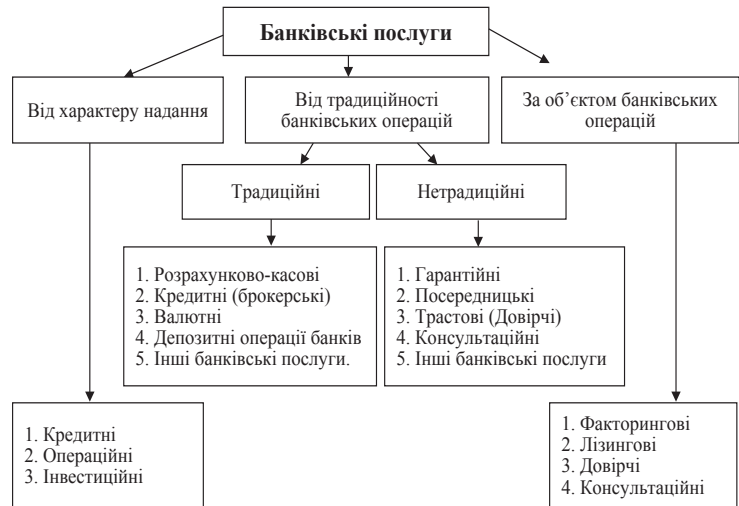 Банківські послуги
Від характеру надання
Від традиційності
банківських операцій
За об’єктом банківських
операцій
Традиційні
Нетрадиційні
1. Розрахунково-касові
2. Кредитні (брокерські)
3. Валютні
4. Депозитні операції банків
5. Інші банківські послуги.
1. Гарантійні
2. Посередницькі
3. Трастові (Довірчі)
4. Консультаційні
5. Інші банківські послуги
1. Кредитні
2. Операційні
3. Інвестиційні
1. Факторингові
2. Лізингові
3. Довірчі
4. Консультаційні